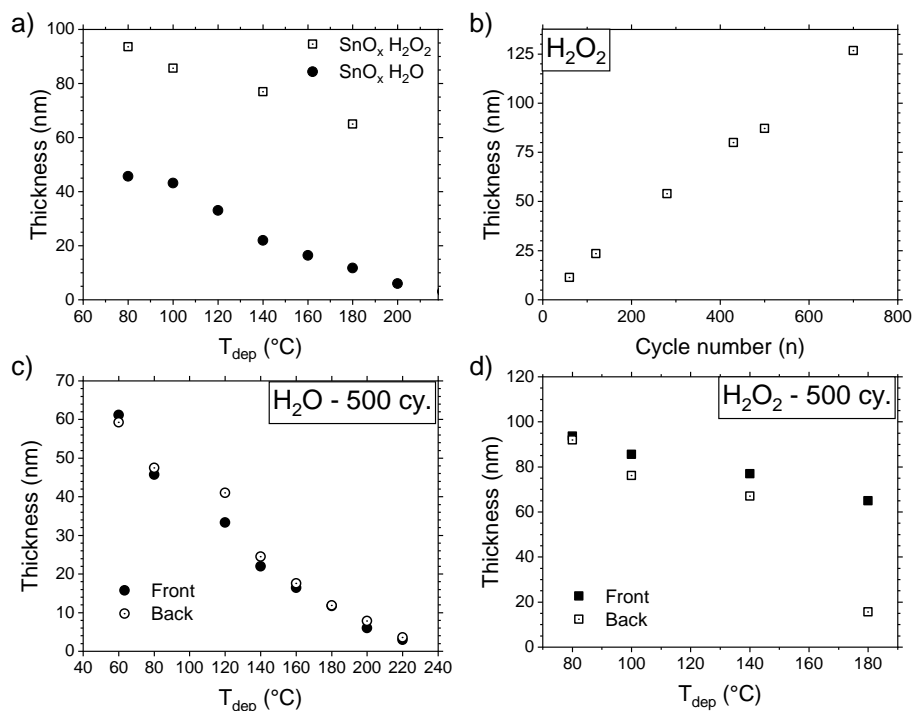 a)
100
80
60
40
20
0
Thickness (nm)
SnOₓ H₂O₂
SnOₓ H₂O
80 100 120 140 160 180 200
T_dep (°C)
b)
H₂O₂
125
100
75
50
25
0
Thickness (nm)
0 200 400 600 800
Cycle number (n)
c)
H₂O - 500 cy.
70
60
50
40
30
20
10
0
Thickness (nm)
Front
Back
40 60 80 100 120 140 160 180 200 220 240
T_dep (°C)
d)
H₂O₂ - 500 cy.
120
100
80
60
40
20
0
Thickness (nm)
Front
Back
80 100 120 140 160 180
T_dep (°C)